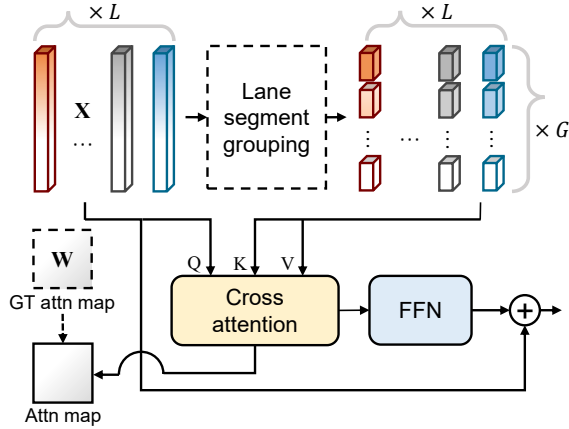 × L
× L
X
...
Lane
segment
grouping
⋮ ... ⋮ ⋮
× G
W
GT attn map
Q K V
Cross
attention
FFN
+
Attn map